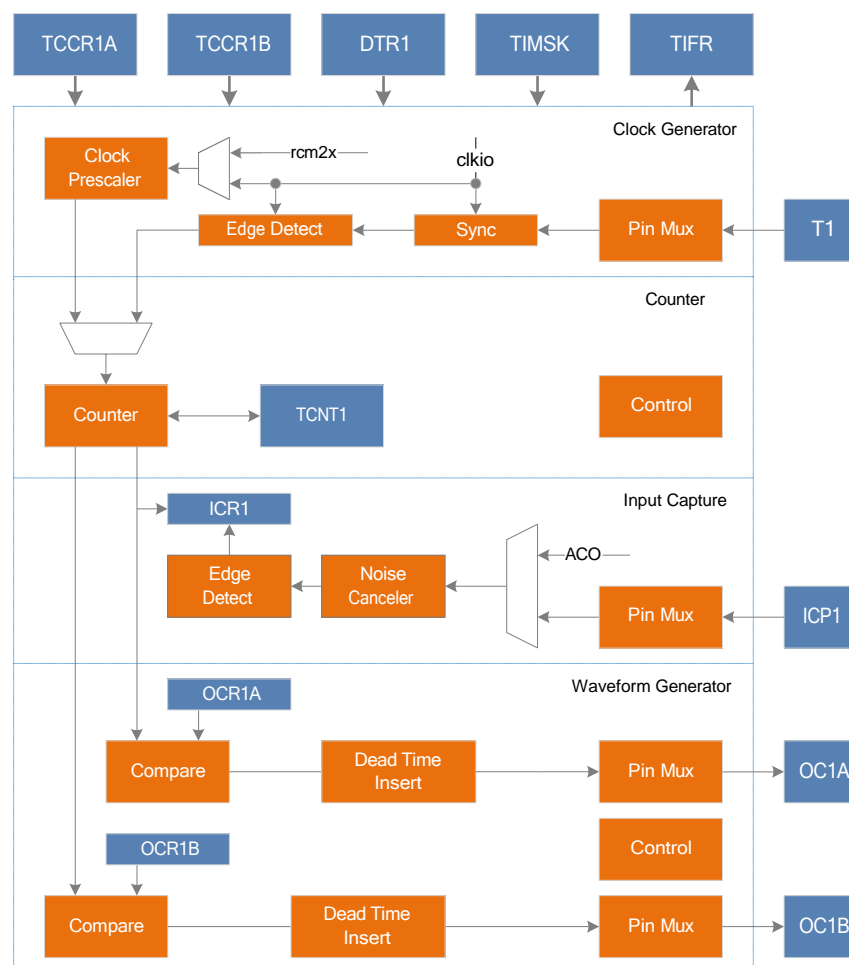 TCCR1A
TCCR1B
DTR1
TIMSK
TIFR
Clock Generator
Clock
Prescaler
rcm2x
clkio
Edge Detect
Sync
Pin Mux
T1
Counter
Counter
TCNT1
Control
Input Capture
ICR1
ACO
Edge
Detect
Noise
Canceler
Pin Mux
ICP1
Waveform Generator
OCR1A
Compare
Dead Time
Insert
Pin Mux
OC1A
OCR1B
Control
Compare
Dead Time
Insert
Pin Mux
OC1B